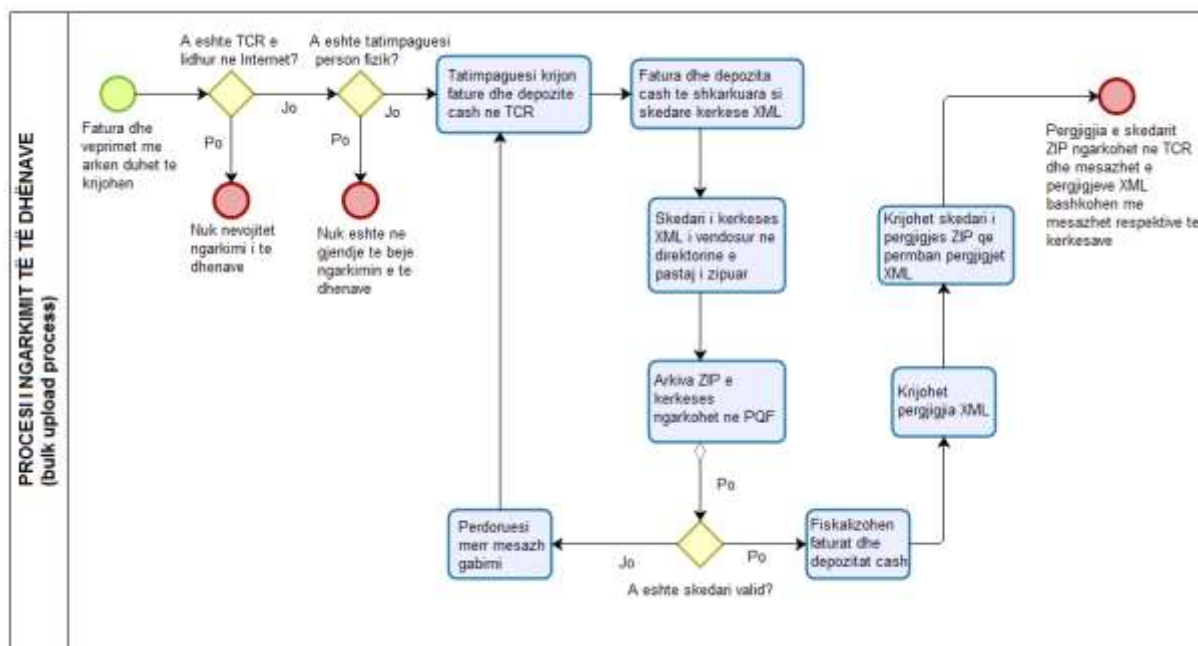 PROCESI I NGARKIMIT TË TË DHËNAVE
(bulk upload process)
A eshte TCR e
lidhur ne Internet?
A eshte tatimpaguesi
person fizik?
Jo
Jo
Po
Po
Fatura dhe
veprimet me
arken duhet te
krijohen
Nuk nevojitet
ngarkimi i te
dhenave
Nuk eshte ne
gjendje te beje
ngarkimin e te
dhenave
Tatimpaguesi krijon
fature dhe depozite
cash ne TCR
Fatura dhe depozita
cash te shkarkuara si
skedare kerkese XML
Skedari i kerkeses
XML i vendosur ne
direktorine e
pastaj i zipuar
Arkiva ZIP e
kerkeses
ngarkohet ne PQF
Po
A eshte skedari valid?
Jo
Po
Perdoruesi
merr mesazh
gabimi
Fiskalizohen
faturat dhe
depozitat cash
Krijohet
pergjigjia XML
Krijohet skedari i
pergjigjes ZIP qe
permban pergjigjet
XML
Pergjigjia e skedarit
ZIP ngarkohet ne TCR
dhe mesazhet e
pergjigjeve XML
bashkohen me
mesazhet respektive te
kerkesave